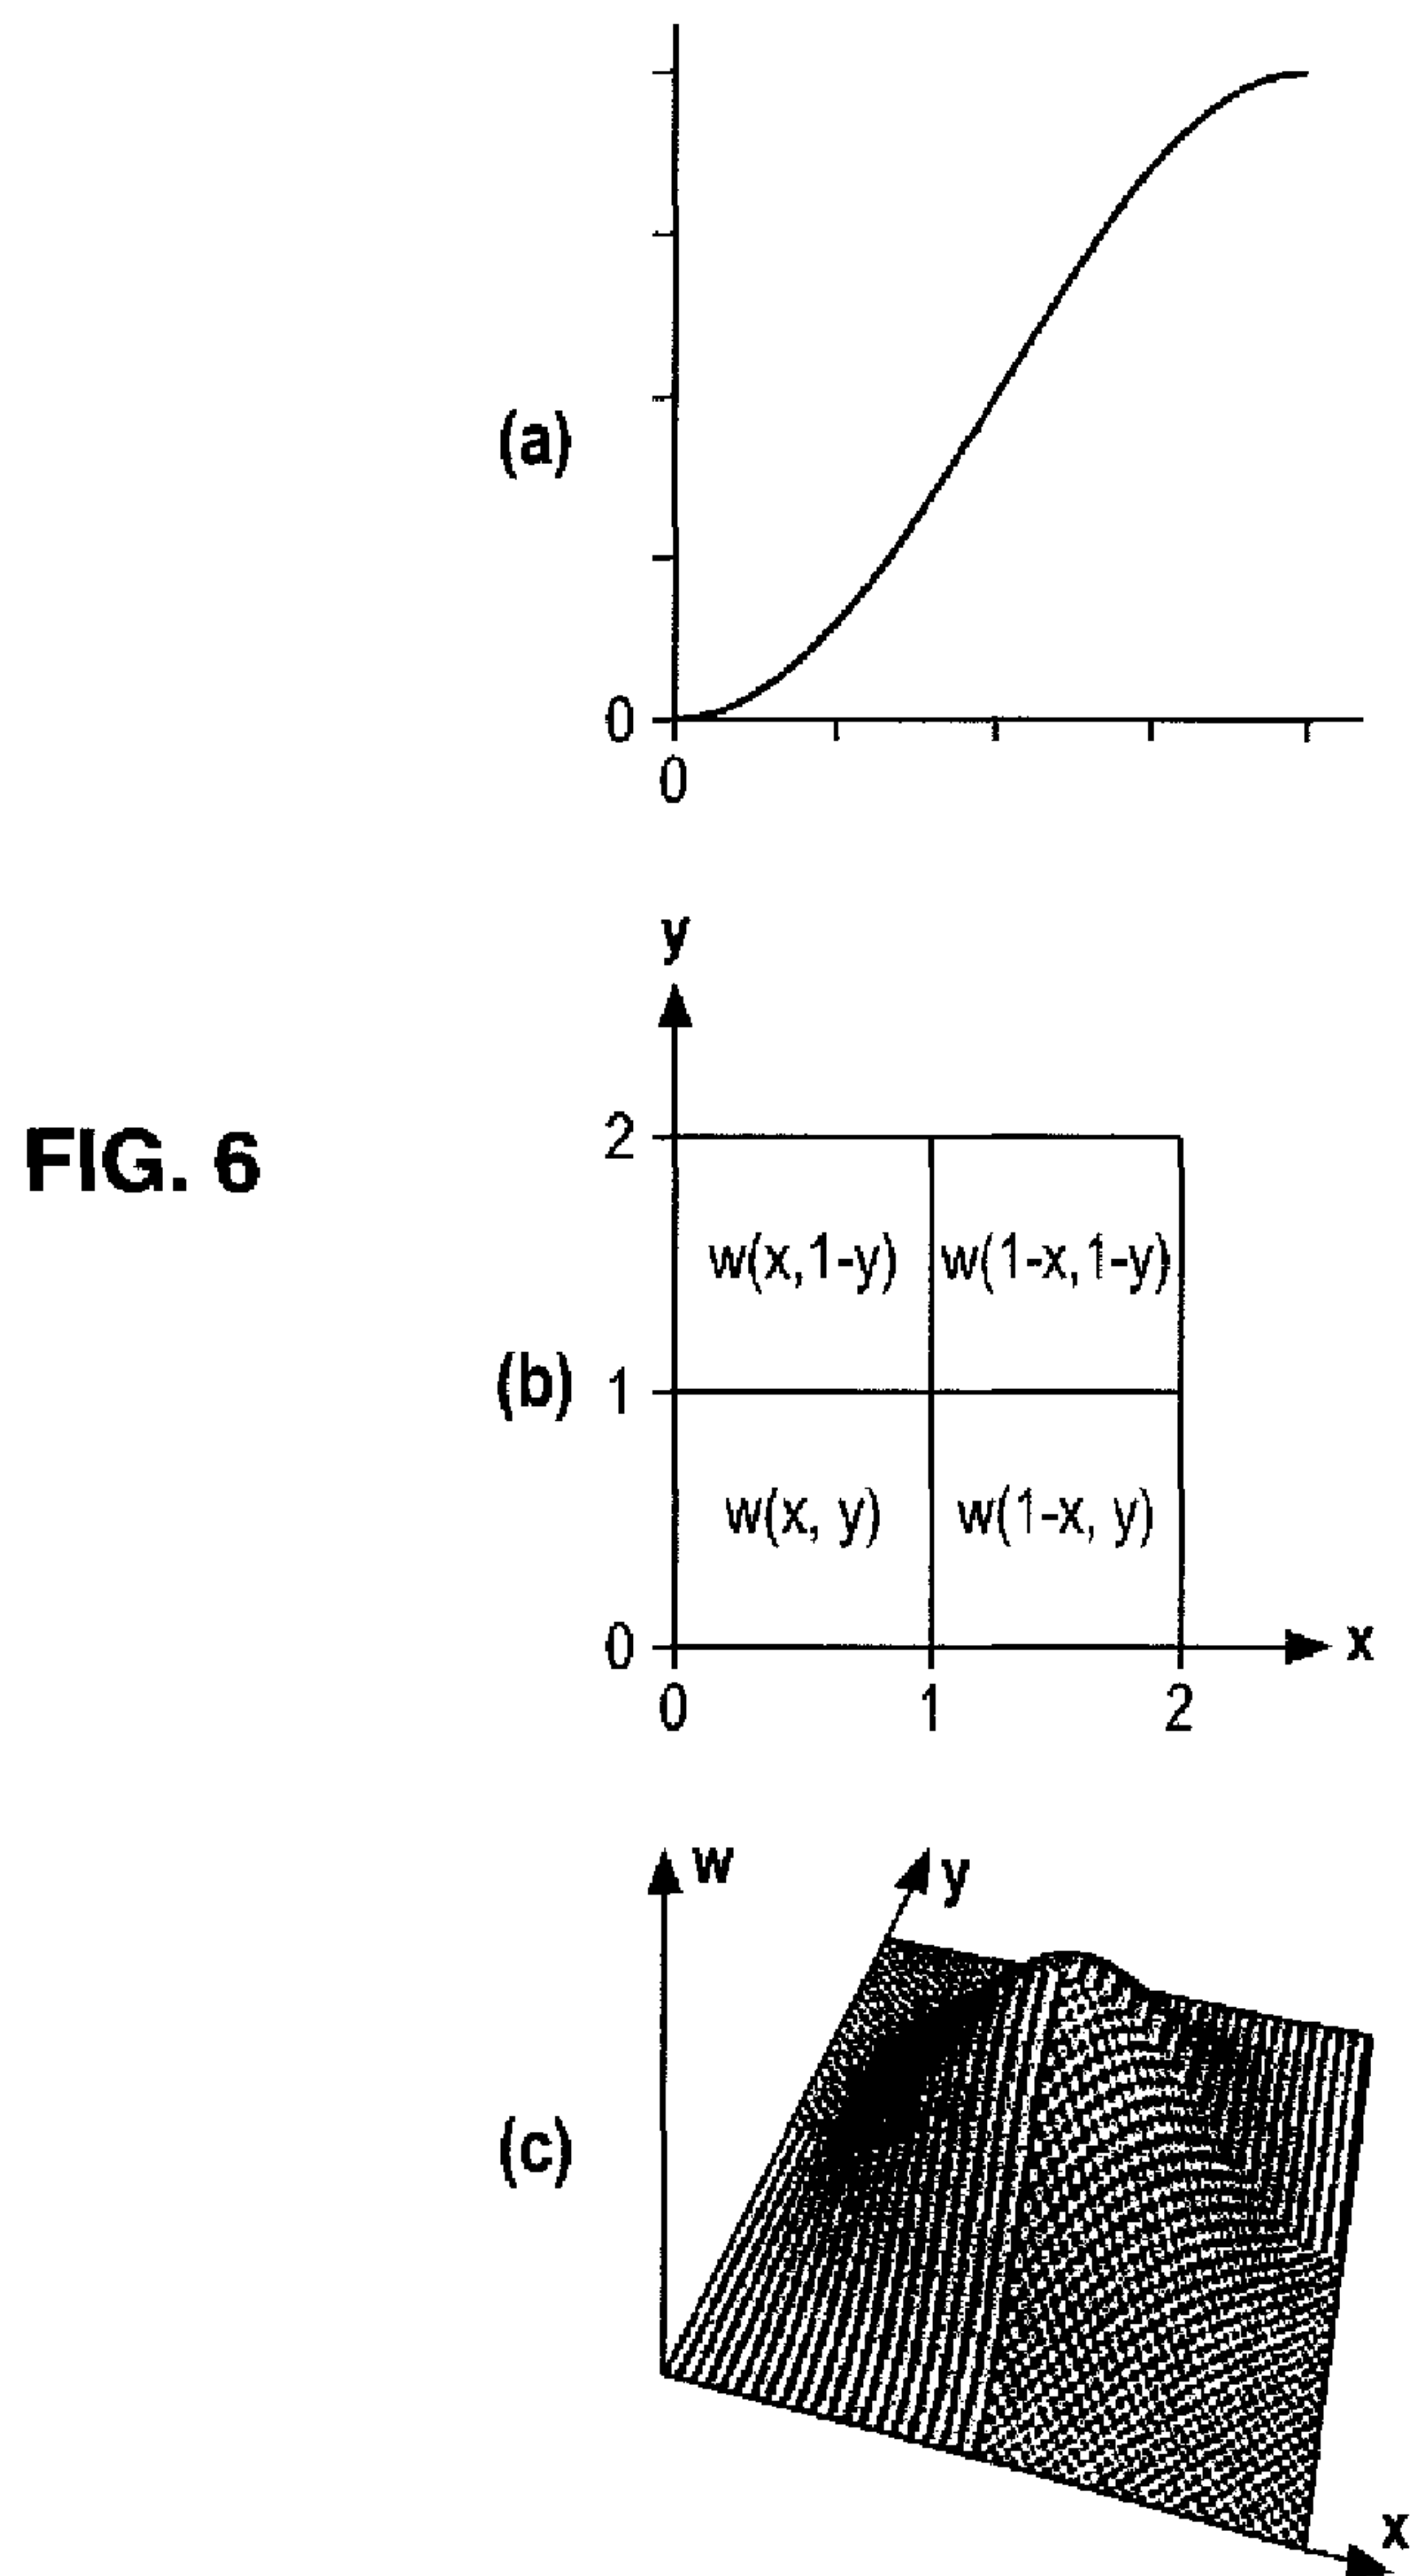 (a)
0
0
y
FIG. 6
2
w(x,1-y) w(1-x,1-y)
(b) 1
w(x, y) w(1-x, y)
0 x
0 1 2
w y
(c)
x